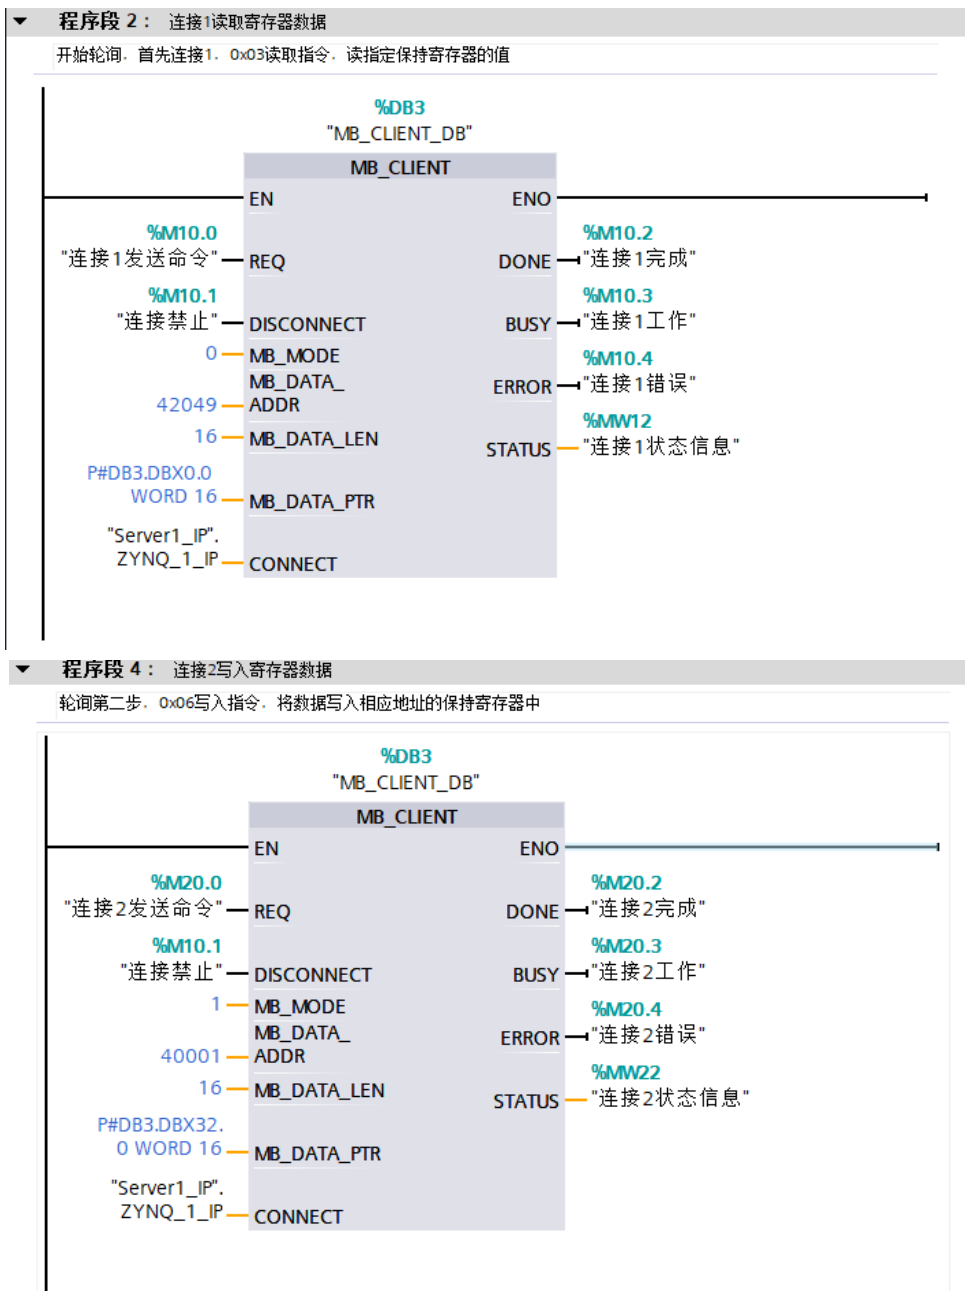 程序段 2： 连接1读取寄存器数据
开始轮询．首先连接1．0x03读取指令．读指定保持寄存器的值
%DB3
"MB_CLIENT_DB"
MB_CLIENT
EN ENO
%M10.0
"连接1发送命令" REQ
%M10.2
DONE "连接1完成"
%M10.1
"连接禁止" DISCONNECT
%M10.3
BUSY "连接1工作"
0 MB_MODE
%M10.4
ERROR "连接1错误"
42049 MB_DATA_
ADDR
%MW12
STATUS "连接1状态信息"
16 MB_DATA_LEN
P#DB3.DBX0.0
WORD 16 MB_DATA_PTR
"Server1_IP".
ZYNQ_1_IP CONNECT
程序段 4： 连接2写入寄存器数据
轮询第二步．0x06写入指令．将数据写入相应地址的保持寄存器中
%DB3
"MB_CLIENT_DB"
MB_CLIENT
EN ENO
%M20.0
"连接2发送命令" REQ
%M20.2
DONE "连接2完成"
%M10.1
"连接禁止" DISCONNECT
%M20.3
BUSY "连接2工作"
1 MB_MODE
%M20.4
ERROR "连接2错误"
40001 MB_DATA_
ADDR
%MW22
STATUS "连接2状态信息"
16 MB_DATA_LEN
P#DB3.DBX32.
0 WORD 16 MB_DATA_PTR
"Server1_IP".
ZYNQ_1_IP CONNECT